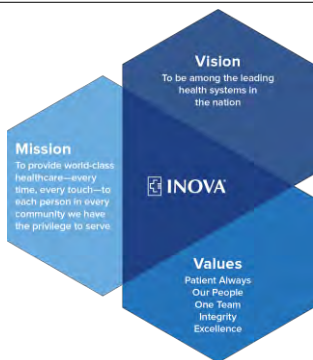 Vision
To be among the leading
health systems in
the nation
Mission
To provide world-class
healthcare—every
time, every touch—to
each person in every
community we have
the privilege to serve
INOVA
Values
Patient Always
Our People
One Team
Integrity
Excellence